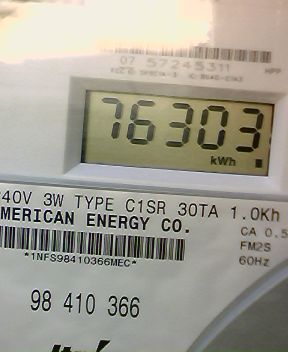 07 57245311
76303
kWh
240V 3W TYPE C1SR 30TA 1.0Kh
MERICAN ENERGY CO.
CA 0.5
*1NFS98410366MEC*
FM2S
60Hz
98 410 366